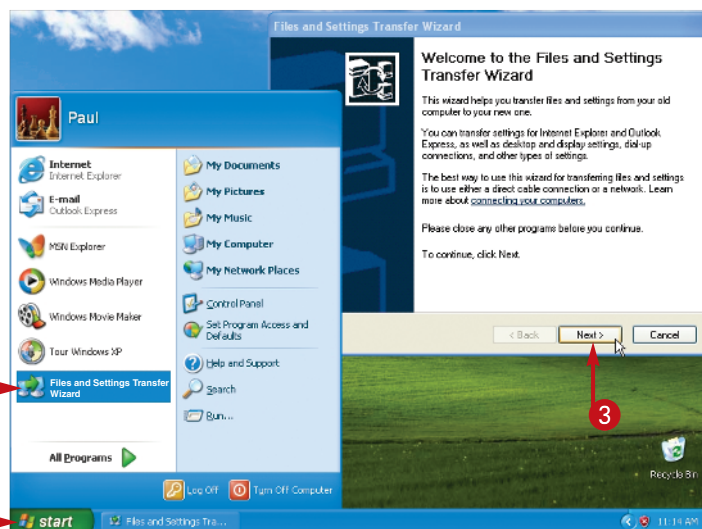 Files and Settings Transfer Wizard
Welcome to the Files and Settings
Transfer Wizard
This wizard helps you transfer files and settings from your old
computer to your new one.
You can transfer settings for Internet Explorer and Outlook
Express, as well as desktop and display settings, dial-up
connections, and other types of settings.
The best way to use this wizard for transferring files and settings
is to use either a direct cable connection or a network. Learn
more about connecting your computers.
Please close any other programs before you continue.
To continue, click Next.
< Back
Next >
Cancel
3
Paul
Internet
Internet Explorer
E-mail
Outlook Express
MSN Explorer
Windows Media Player
Windows Movie Maker
Tour Windows XP
Files and Settings Transfer
Wizard
All Programs
My Documents
My Pictures
My Music
My Computer
My Network Places
Control Panel
Set Program Access and
Defaults
Help and Support
Search
Run...
Log Off
Turn Off Computer
Recycle Bin
start
Files and Settings Tra...
11:14 AM